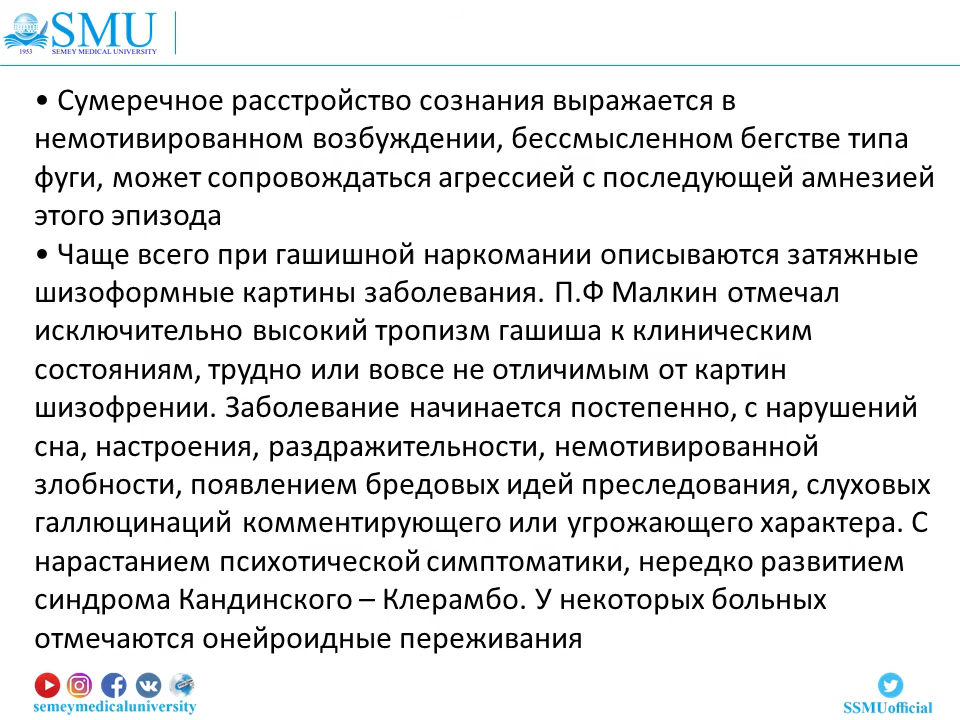 SMU
1953 SEMEY MEDICAL UNIVERSITY
• Сумеречное расстройство сознания выражается в
немотивированном возбуждении, бессмысленном бегстве типа
фуги, может сопровождаться агрессией с последующей амнезией
этого эпизода
• Чаще всего при гашишной наркомании описываются затяжные
шизоформные картины заболевания. П.Ф Малкин отмечал
исключительно высокий тропизм гашиша к клиническим
состояниям, трудно или вовсе не отличимым от картин
шизофрении. Заболевание начинается постепенно, с нарушений
сна, настроения, раздражительности, немотивированной
злобности, появлением бредовых идей преследования, слуховых
галлюцинаций комментирующего или угрожающего характера. С
нарастанием психотической симптоматики, нередко развитием
синдрома Кандинского – Клерамбо. У некоторых больных
отмечаются онейроидные переживания
semeymedicaluniversity
SSMUofficial